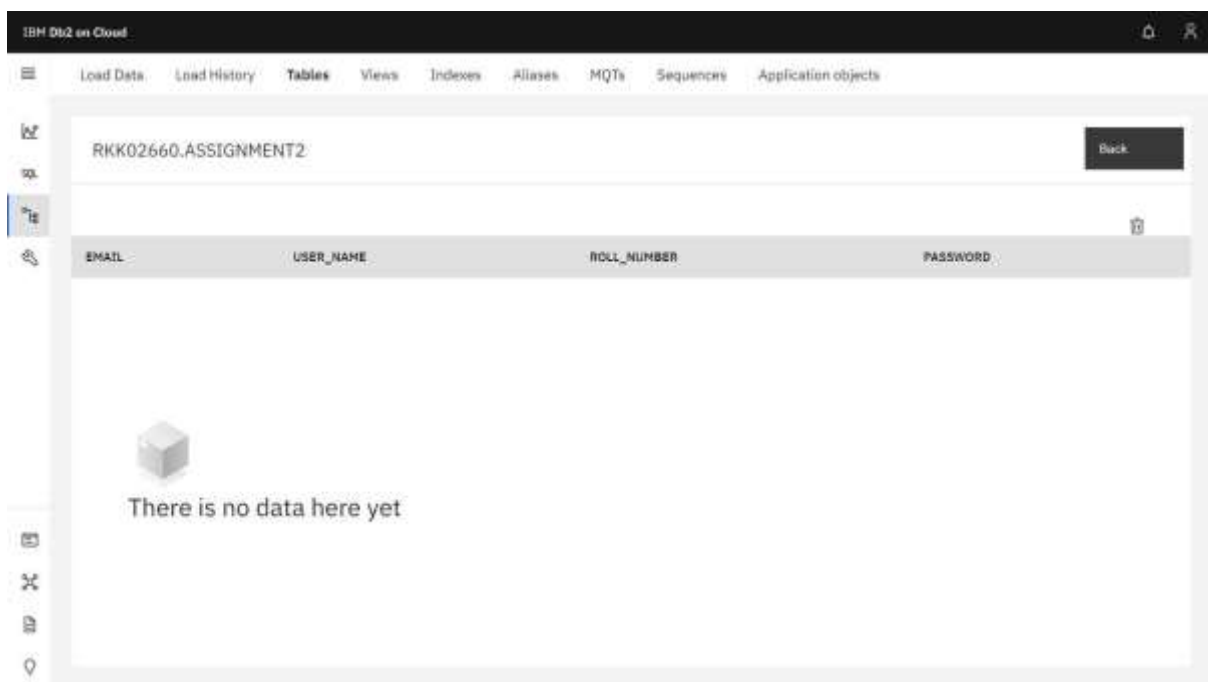 IBM Db2 on Cloud
Load Data Load History Tables Views Indexes Aliases MQTs Sequences Application objects
RKK02660.ASSIGNMENT2
Back
SQL
EMAIL USER_NAME ROLL_NUMBER PASSWORD
There is no data here yet